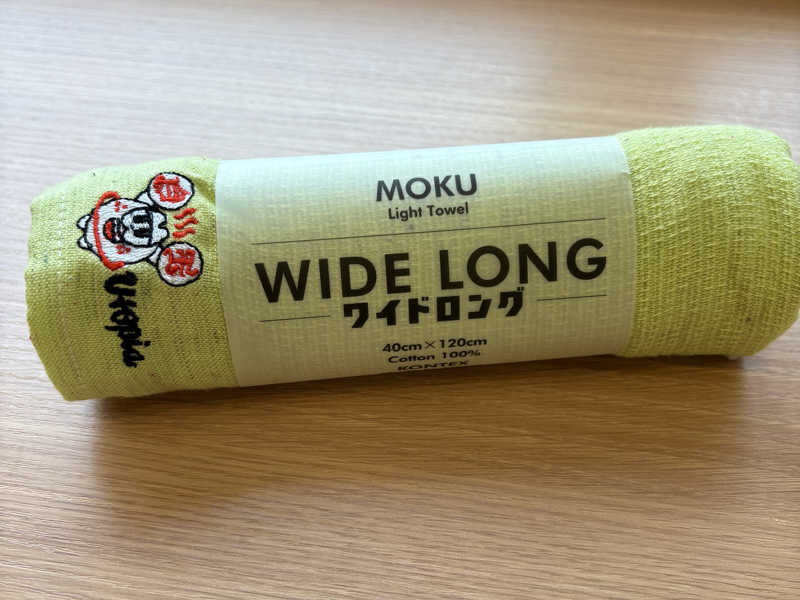 MOKU
Light Towel
WIDE LONG
ワイドロング
40cm×120cm
Cotton 100%
KONTEX
Utopia